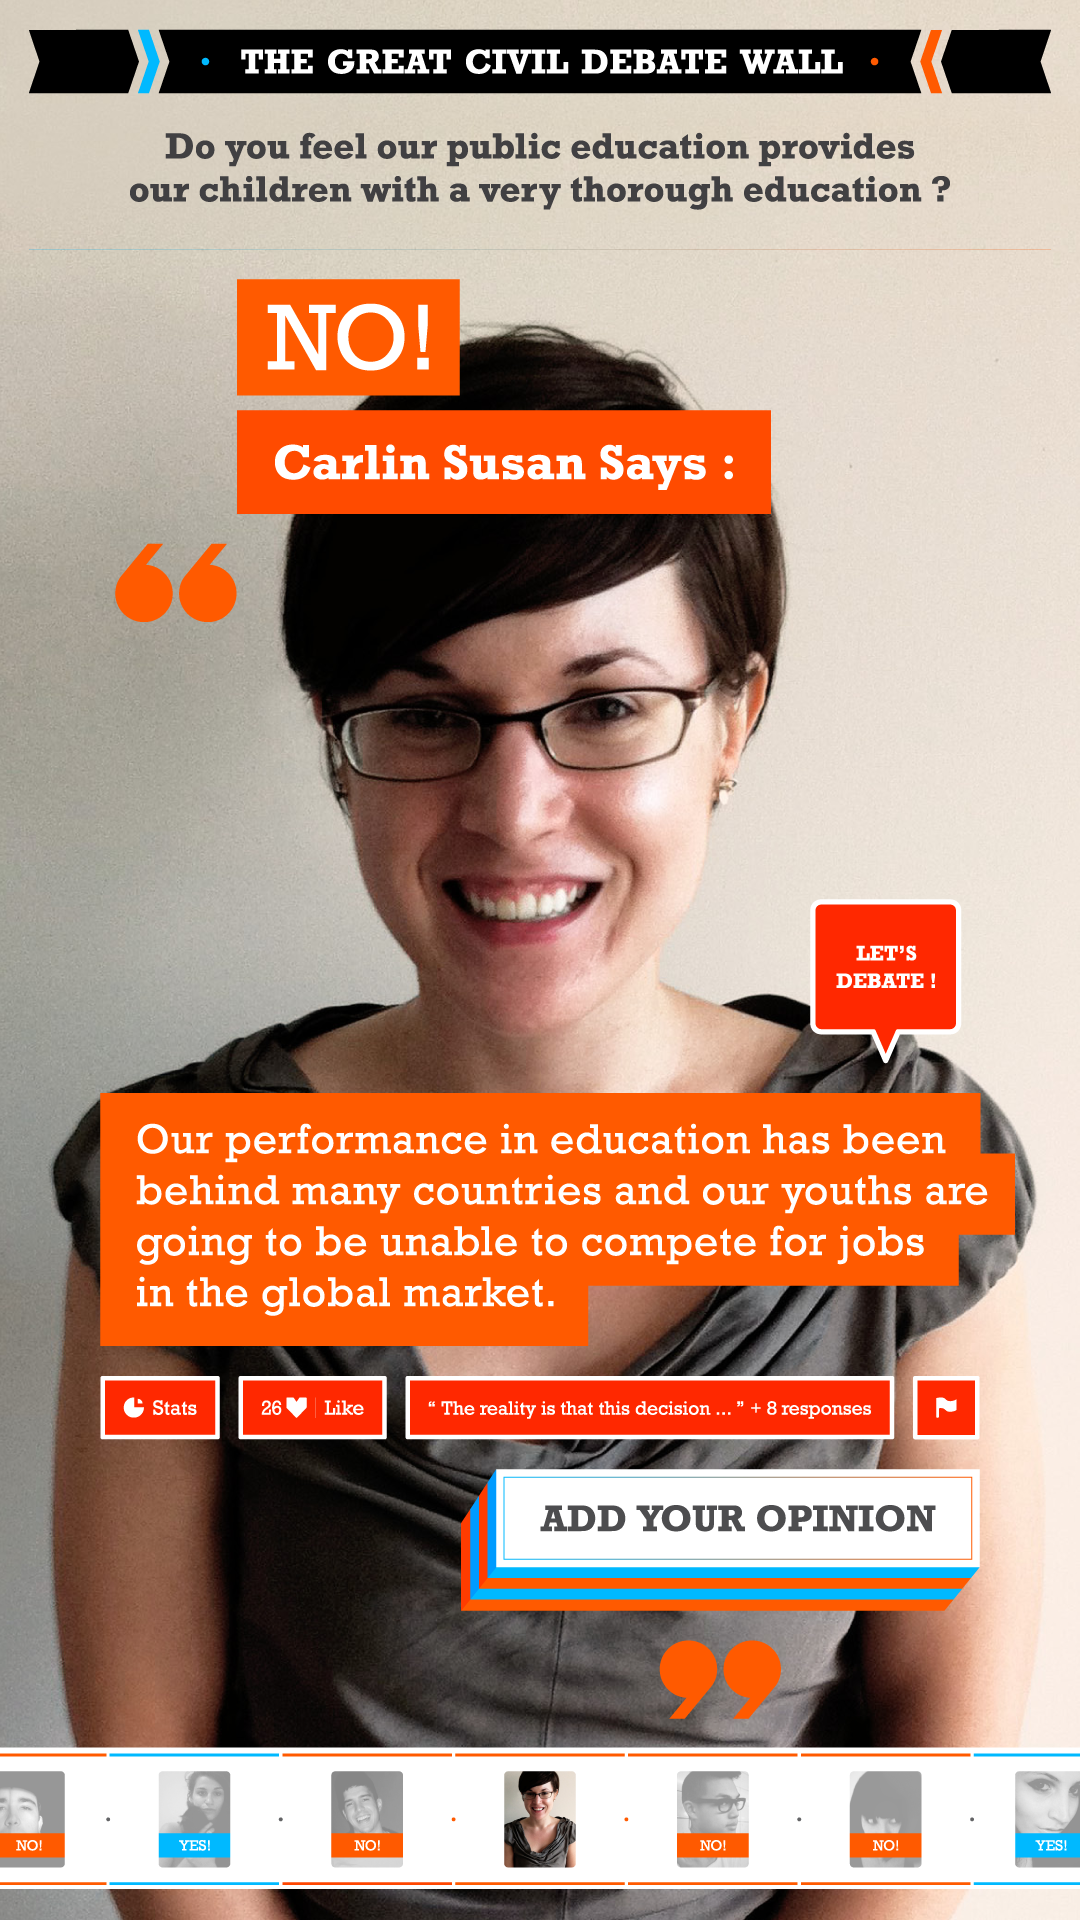 THE GREAT CIVIL DEBATE WALL
Do you feel our public education provides
our children with a very thorough education ?
NO!
Carlin Susan Says :
“
LET’S
DEBATE !
Our performance in education has been
behind many countries and our youths are
going to be unable to compete for jobs
in the global market.
Stats
26 Like
“ The reality is that this decision ... ” + 8 responses
ADD YOUR OPINION
”
NO!
YES!
NO!
NO!
NO!
YES!